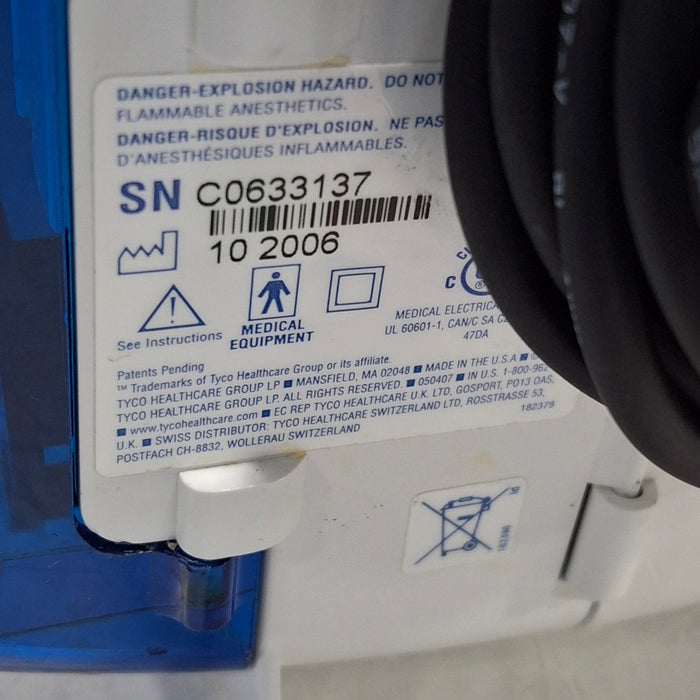 DANGER-EXPLOSION HAZARD. DO NOT
FLAMMABLE ANESTHETICS.
DANGER-RISQUE D'EXPLOSION. NE PAS
D'ANESTHÉSIQUES INFLAMMABLES.
SN C0633137
10 2006
See Instructions
MEDICAL
EQUIPMENT
C
MEDICAL ELECTRICA
UL 60601-1, CAN/C SA C2
47DA
Patents Pending
™ Trademarks of Tyco Healthcare Group or its affiliate.
TYCO HEALTHCARE GROUP LP ■ MANSFIELD, MA 02048 ■ MADE IN THE U.S.A ■ ©
TYCO HEALTHCARE GROUP LP. ALL RIGHTS RESERVED. ■ 050407 ■ IN U.S. 1-800-962
■ www.tycohealthcare.com ■ EC REP TYCO HEALTHCARE U.K. LTD, GOSPORT, PO13 OAS,
U.K. ■ SWISS DISTRIBUTOR: TYCO HEALTHCARE SWITZERLAND LTD, ROSSTRASSE 53,
POSTFACH CH-8832, WOLLERAU SWITZERLAND
182379